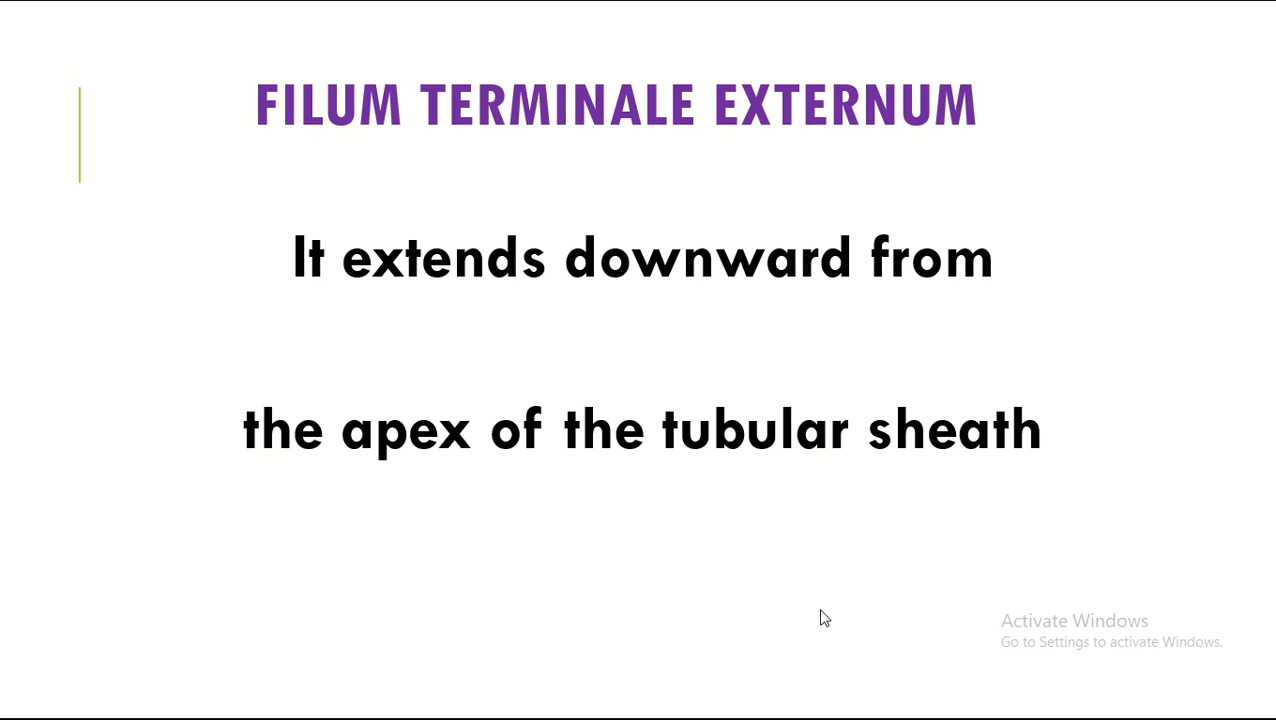 FILUM TERMINALE EXTERNUM
It extends downward from
the apex of the tubular sheath
Activate Windows
Go to Settings to activate Windows.